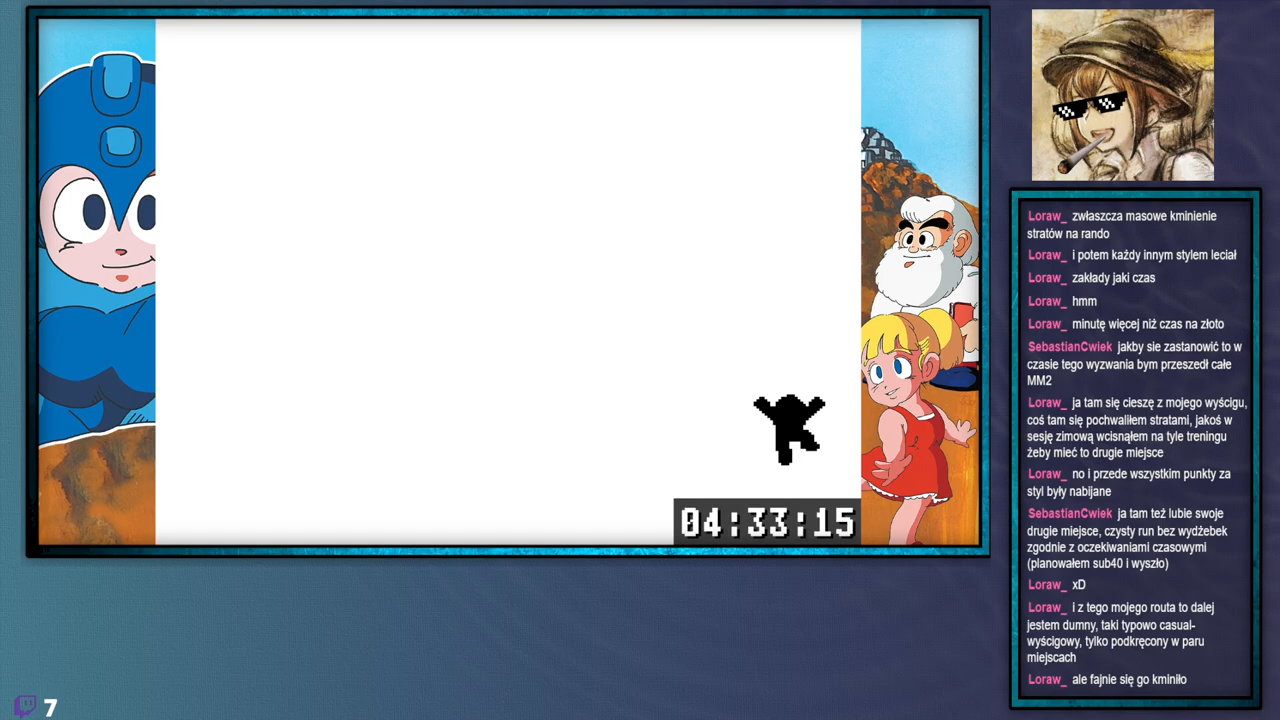 04:33:15
Loraw_ zwłaszcza masowe kminienie
stratów na rando
Loraw_ i potem każdy innym stylem leciał
Loraw_ zakłady jaki czas
Loraw_ hmm
Loraw_ minutę więcej niż czas na złoto
SebastianCwiek jakby sie zastanowić to w
czasie tego wyzwania bym przeszedł całe
MM2
Loraw_ ja tam się cieszę z mojego wyścigu,
coś tam się pochwaliłem stratami, jakoś w
sesję zimową wcisnąłem na tyle treningu
żeby mieć to drugie miejsce
Loraw_ no i przede wszystkim punkty za
styl były nabijane
SebastianCwiek ja tam też lubie swoje
drugie miejsce, czysty run bez wydżebek
zgodnie z oczekiwaniami czasowymi
(planowałem sub40 i wyszło)
Loraw_ xD
Loraw_ i z tego mojego routa to dalej
jestem dumny, taki typowo casual-
wyścigowy, tylko podkręcony w paru
miejscach
Loraw_ ale fajnie się go kminiło
7